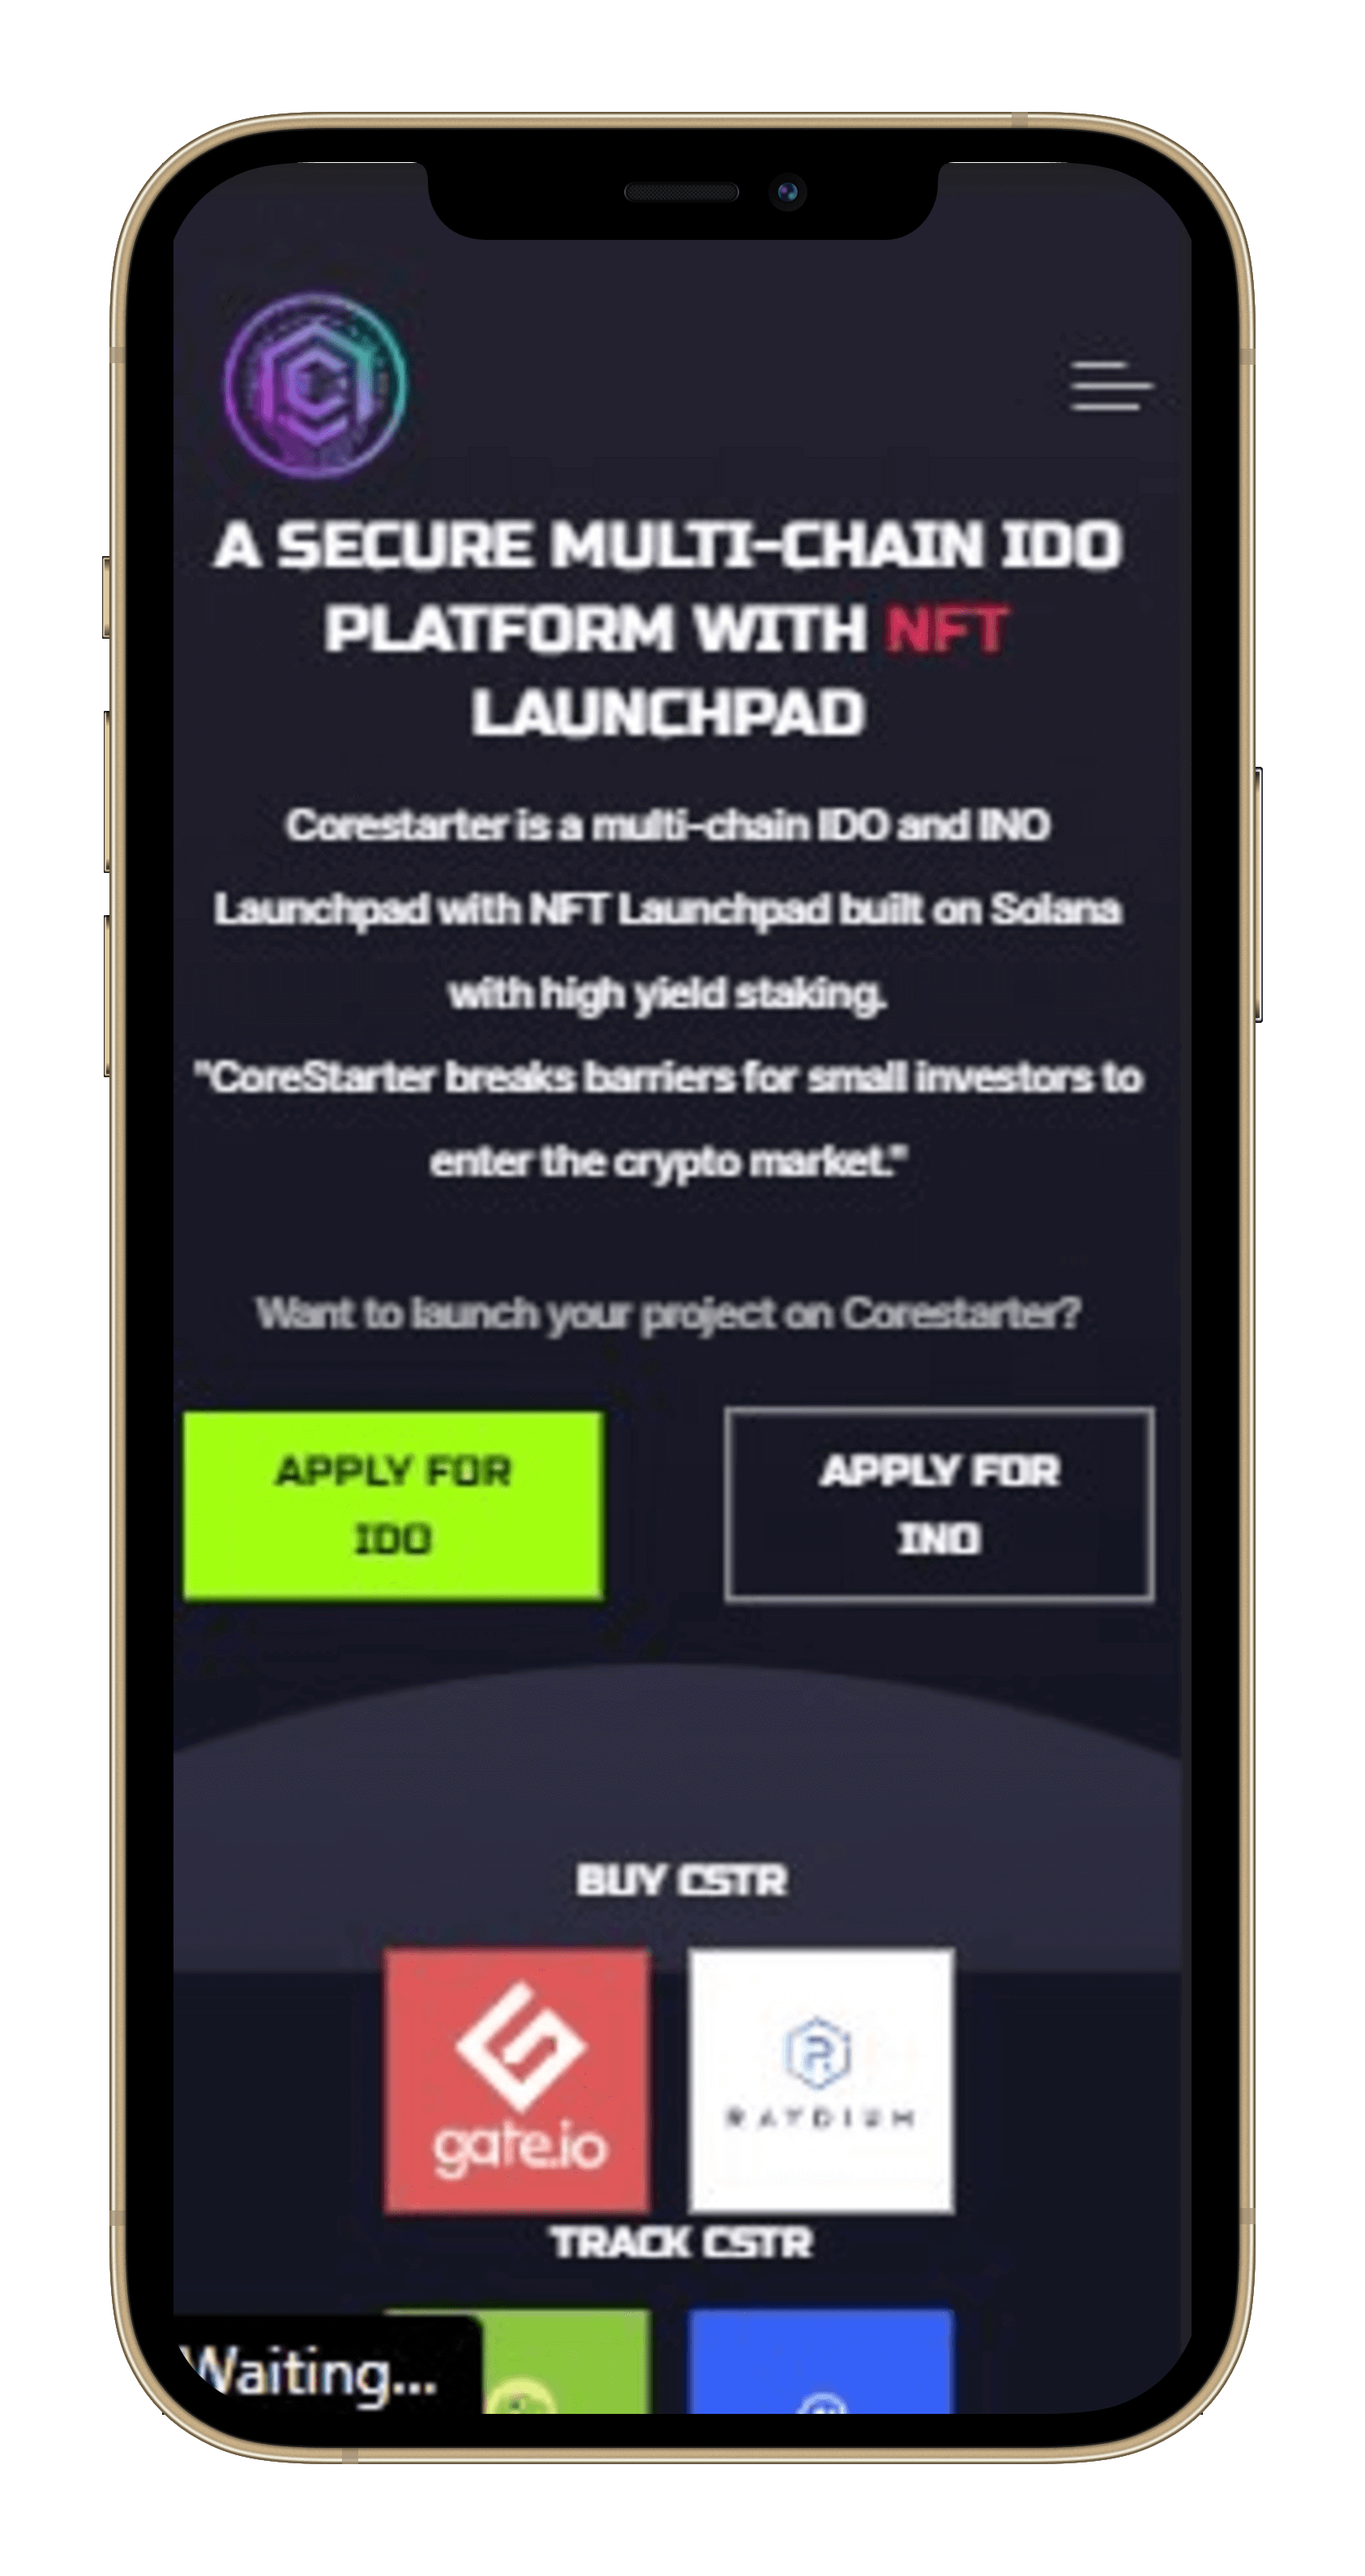 A SECURE MULTI-CHAIN IDO
PLATFORM WITH NFT
LAUNCHPAD
Corestarter is a multi-chain IDO and INO
Launchpad with NFT Launchpad built on Solana
with high yield staking.
"CoreStarter breaks barriers for small investors to
enter the crypto market."
Want to launch your project on Corestarter?
APPLY FOR
IDO
APPLY FOR
INO
BUY CSTR
gate.io
RAYDIUM
TRACK CSTR
Waiting...